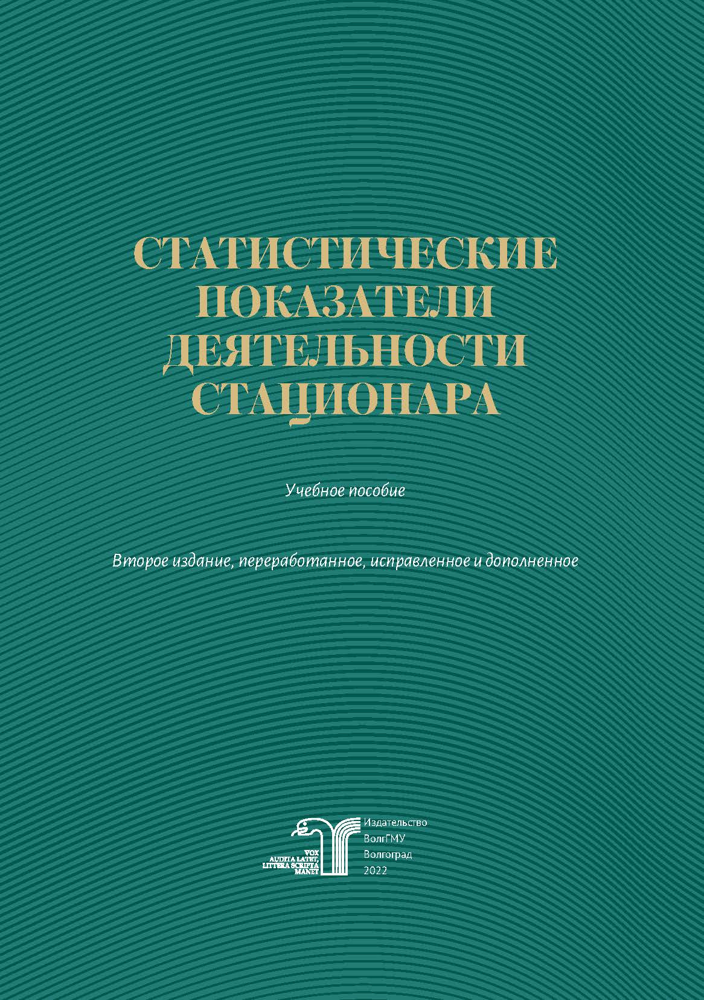 СТАТИСТИЧЕСКИЕ
ПОКАЗАТЕЛИ
ДЕЯТЕЛЬНОСТИ
СТАЦИОНАРА
Учебное пособие
Второе издание, переработанное, исправленное и дополненное
VOX
AUDITA LATET,
LITTERA SCRIPTA
MANET
Издательство
ВолгГМУ
Волгоград
2022